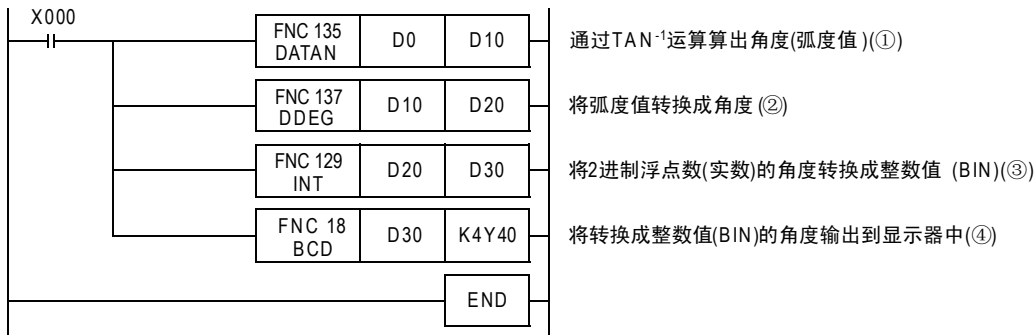 X000
FNC 135 DATAN D0 D10 通过TAN⁻¹运算算出角度(弧度值)(①)
FNC 137 DDEG D10 D20 将弧度值转换成角度(②)
FNC 129 INT D20 D30 将2进制浮点数(实数)的角度转换成整数值 (BIN)(③)
FNC 18 BCD D30 K4Y40 将转换成整数值(BIN)的角度输出到显示器中(④)
END